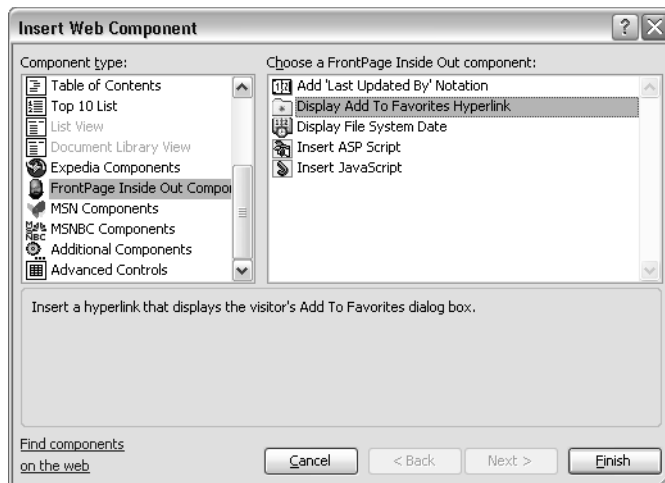 Insert Web Component
Component type:
Table of Contents
Top 10 List
List View
Document Library View
Expedia Components
FrontPage Inside Out Compor
MSN Components
MSNBC Components
Additional Components
Advanced Controls
Choose a FrontPage Inside Out component:
Add 'Last Updated By' Notation
Display Add To Favorites Hyperlink
Display File System Date
Insert ASP Script
Insert JavaScript
Insert a hyperlink that displays the visitor's Add To Favorites dialog box.
Find components
on the web
Cancel
< Back
Next >
Finish